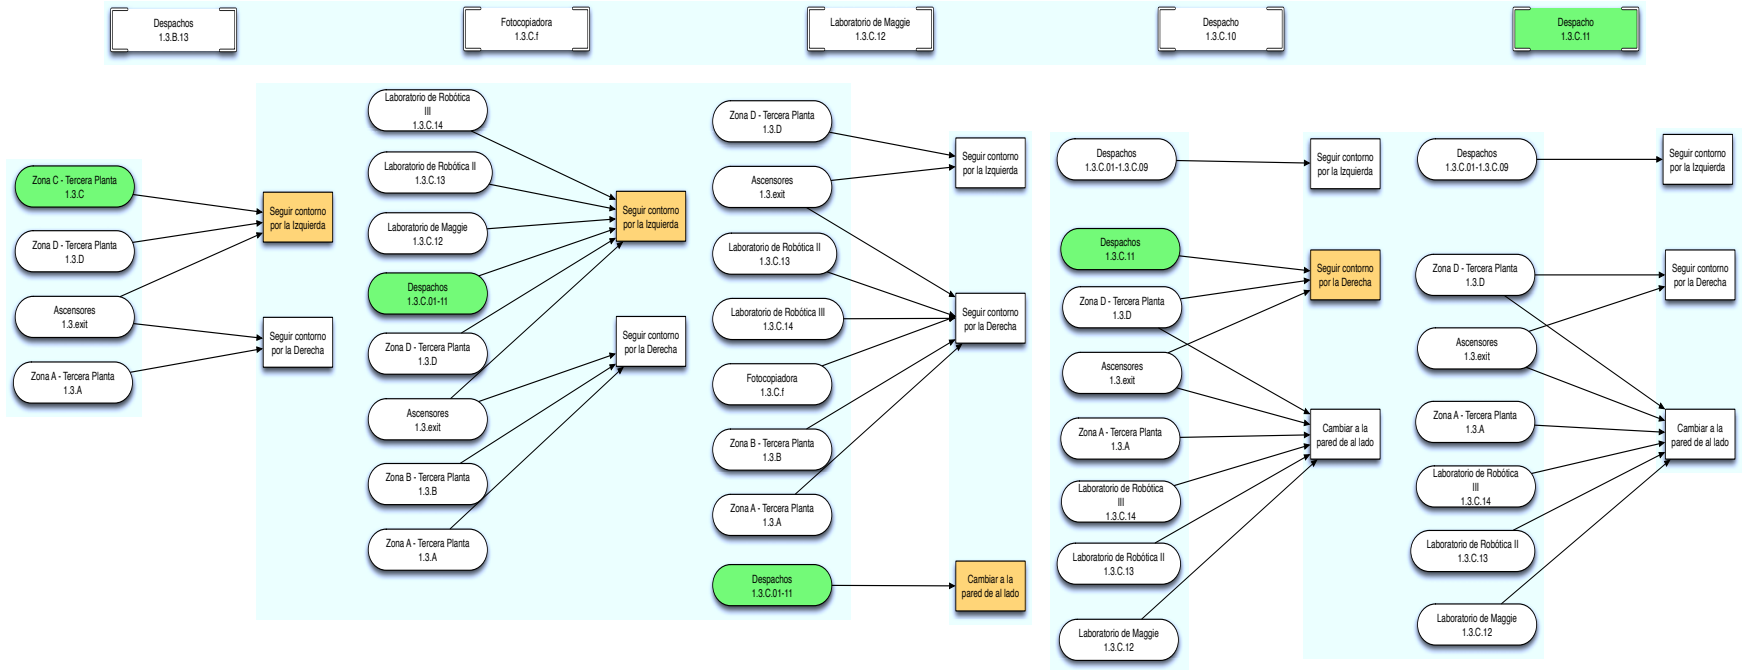 Despachos
1.3.B.13
Fotocopiadora
1.3.C.f
Laboratorio de Maggie
1.3.C.12
Despacho
1.3.C.10
Despacho
1.3.C.11
Zona C - Tercera Planta
1.3.C
Zona D - Tercera Planta
1.3.D
Ascensores
1.3.exit
Zona A - Tercera Planta
1.3.A
Seguir contorno
por la Izquierda
Seguir contorno
por la Derecha
Laboratorio de Robótica
III
1.3.C.14
Laboratorio de Robótica II
1.3.C.13
Laboratorio de Maggie
1.3.C.12
Despachos
1.3.C.01-11
Zona D - Tercera Planta
1.3.D
Ascensores
1.3.exit
Zona B - Tercera Planta
1.3.B
Zona A - Tercera Planta
1.3.A
Seguir contorno
por la Izquierda
Seguir contorno
por la Derecha
Zona D - Tercera Planta
1.3.D
Ascensores
1.3.exit
Laboratorio de Robótica II
1.3.C.13
Laboratorio de Robótica III
1.3.C.14
Fotocopiadora
1.3.C.f
Zona B - Tercera Planta
1.3.B
Zona A - Tercera Planta
1.3.A
Despachos
1.3.C.01-11
Seguir contorno
por la Izquierda
Seguir contorno
por la Derecha
Cambiar a la
pared de al lado
Despachos
1.3.C.01-1.3.C.09
Despachos
1.3.C.11
Zona D - Tercera Planta
1.3.D
Ascensores
1.3.exit
Zona A - Tercera Planta
1.3.A
Laboratorio de Robótica
III
1.3.C.14
Laboratorio de Robótica II
1.3.C.13
Laboratorio de Maggie
1.3.C.12
Seguir contorno
por la Izquierda
Seguir contorno
por la Derecha
Cambiar a la
pared de al lado
Despachos
1.3.C.01-1.3.C.09
Zona D - Tercera Planta
1.3.D
Ascensores
1.3.exit
Zona A - Tercera Planta
1.3.A
Laboratorio de Robótica
III
1.3.C.14
Laboratorio de Robótica II
1.3.C.13
Laboratorio de Maggie
1.3.C.12
Seguir contorno
por la Izquierda
Seguir contorno
por la Derecha
Cambiar a la
pared de al lado